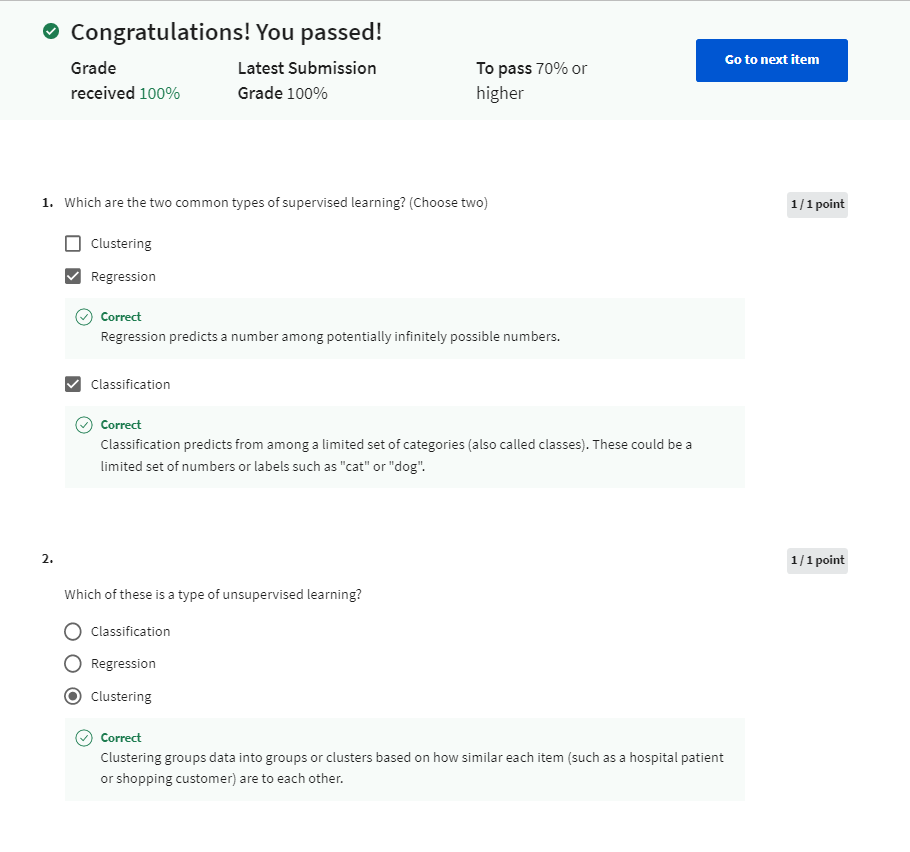 Congratulations! You passed!
Grade
received 100%
Latest Submission
Grade 100%
To pass 70% or
higher
Go to next item
1. Which are the two common types of supervised learning? (Choose two)
1 / 1 point
Clustering
Regression
Correct
Regression predicts a number among potentially infinitely possible numbers.
Classification
Correct
Classification predicts from among a limited set of categories (also called classes). These could be a
limited set of numbers or labels such as "cat" or "dog".
2.
1 / 1 point
Which of these is a type of unsupervised learning?
Classification
Regression
Clustering
Correct
Clustering groups data into groups or clusters based on how similar each item (such as a hospital patient
or shopping customer) are to each other.